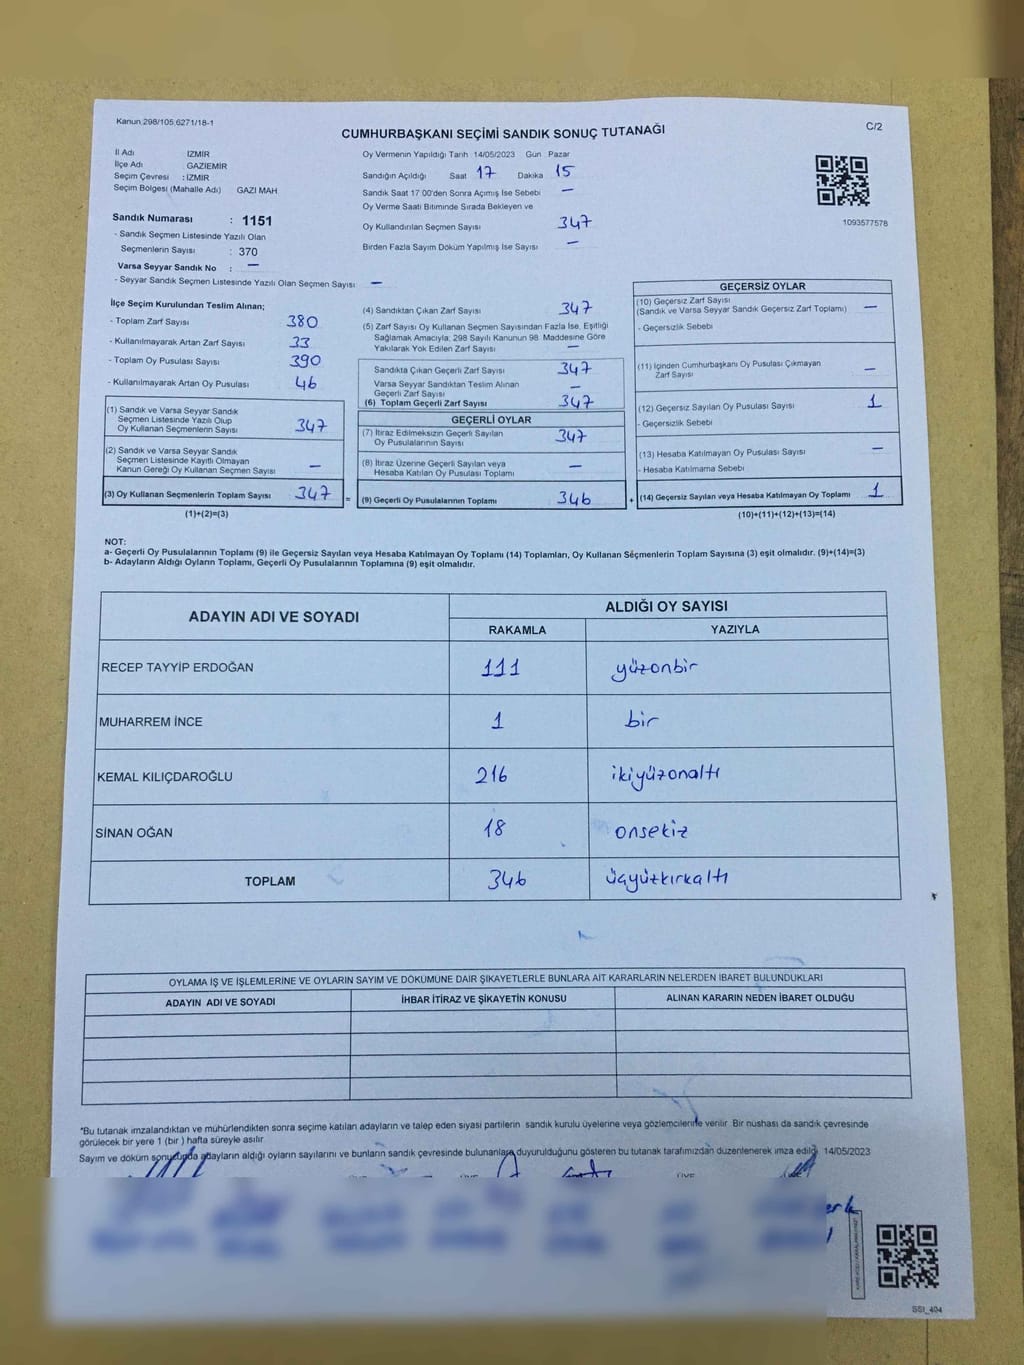 Kanun 298/105 6271/18-1
CUMHURBAŞKANI SEÇİMİ SANDIK SONUÇ TUTANAĞI
C/2
İl Adı İZMİR
İlçe Adı GAZİEMİR
Seçim Çevresi : İZMİR
Seçim Bölgesi (Mahalle Adı) GAZİ MAH
Oy Vermenin Yapıldığı Tarih 14/05/2023 Gün Pazar
Sandığın Açıldığı Saat 17 Dakika 15
Sandık Saat 17:00'den Sonra Açımış İse Sebebi —
Oy Verme Saati Bitiminde Sırada Bekleyen ve
Oy Kullandırılan Seçmen Sayısı 347
Birden Fazla Sayım Döküm Yapılmış İse Sayısı —
1093577578
Sandık Numarası : 1151
- Sandık Seçmen Listesinde Yazılı Olan
Seçmenlerin Sayısı : 370
Varsa Seyyar Sandık No : —
- Seyyar Sandık Seçmen Listesinde Yazılı Olan Seçmen Sayısı —
İlçe Seçim Kurulundan Teslim Alınan;
- Toplam Zarf Sayısı 380
- Kullanılmayarak Artan Zarf Sayısı 33
- Toplam Oy Pusulası Sayısı 390
- Kullanılmayarak Artan Oy Pusulası 46
(1) Sandık ve Varsa Seyyar Sandık
Seçmen Listesinde Yazılı Olup
Oy Kullanan Seçmenlerin Sayısı 347
(2) Sandık ve Varsa Seyyar Sandık
Seçmen Listesinde Kayıtlı Olmayan
Kanun Gereği Oy Kullanan Seçmen Sayısı —
(3) Oy Kullanan Seçmenlerin Toplam Sayısı 347 =
(1)+(2)=(3)
(4) Sandıktan Çıkan Zarf Sayısı 347
(5) Zarf Sayısı Oy Kullanan Seçmen Sayısından Fazla İse, Eşitliği
Sağlamak Amacıyla, 298 Sayılı Kanunun 98. Maddesine Göre
Yakılarak Yok Edilen Zarf Sayısı —
Sandıkta Çıkan Geçerli Zarf Sayısı 347
Varsa Seyyar Sandıktan Teslim Alınan
Geçerli Zarf Sayısı —
(6) Toplam Geçerli Zarf Sayısı 347
GEÇERLİ OYLAR
(7) İtiraz Edilmeksizin Geçerli Sayılan
Oy Pusulalarının Sayısı 347
(8) İtiraz Üzerine Geçerli Sayılan veya
Hesaba Katılan Oy Pusulası Toplamı —
(9) Geçerli Oy Pusulalarının Toplamı 346 +
GEÇERSİZ OYLAR
(10) Geçersiz Zarf Sayısı
(Sandık ve Varsa Seyyar Sandık Geçersiz Zarf Toplamı) —
- Geçersizlik Sebebi
(11) İçinden Cumhurbaşkanı Oy Pusulası Çıkmayan
Zarf Sayısı —
(12) Geçersiz Sayılan Oy Pusulası Sayısı 1
- Geçersizlik Sebebi
(13) Hesaba Katılmayan Oy Pusulası Sayısı —
- Hesaba Katılmama Sebebi
(14) Geçersiz Sayılan veya Hesaba Katılmayan Oy Toplamı 1
(10)+(11)+(12)+(13)=(14)
NOT:
a- Geçerli Oy Pusulalarının Toplamı (9) ile Geçersiz Sayılan veya Hesaba Katılmayan Oy Toplamı (14) Toplamları, Oy Kullanan Seçmenlerin Toplam Sayısına (3) eşit olmalıdır. (9)+(14)=(3)
b- Adayların Aldığı Oyların Toplamı, Geçerli Oy Pusulalarının Toplamına (9) eşit olmalıdır.
ADAYIN ADI VE SOYADI ALDIĞI OY SAYISI
RAKAMLA YAZIYLA
RECEP TAYYİP ERDOĞAN 111 yüzonbir
MUHARREM İNCE 1 bir
KEMAL KILIÇDAROĞLU 216 ikiyüzonaltı
SİNAN OĞAN 18 onsekiz
TOPLAM 346 üçyüzkırkaltı
OYLAMA İŞ VE İŞLEMLERİNE VE OYLARIN SAYIM VE DÖKÜMÜNE DAİR ŞİKAYETLERLE BUNLARA AİT KARARLARIN NELERDEN İBARET BULUNDUKLARI
ADAYIN ADI VE SOYADI İHBAR İTİRAZ VE ŞİKAYETİN KONUSU ALINAN KARARIN NEDEN İBARET OLDUĞU
*Bu tutanak imzalandıktan ve mühürlendikten sonra seçime katılan adayların ve talep eden siyasi partilerin sandık kurulu üyelerine veya gözlemcilerine verilir. Bir nüshası da sandık çevresinde
görülecek bir yere 1 (bir) hafta süreyle asılır.
Sayım ve döküm sonucunda adayların aldığı oyların sayılarını ve bunların sandık çevresinde bulunanlara duyurulduğunu gösteren bu tutanak tarafımızdan düzenlenerek imza edildi. 14/05/2023
SSI_404